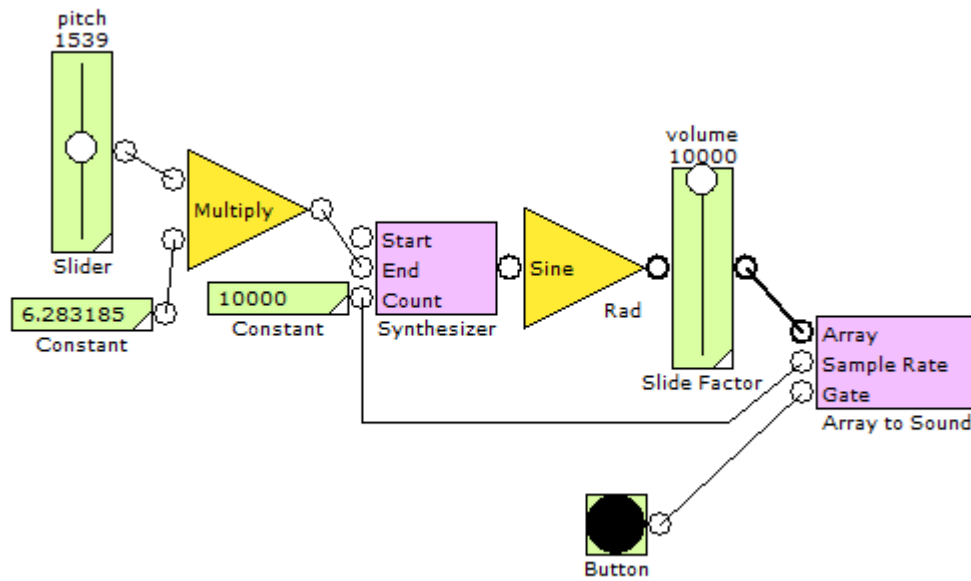 pitch
1539
Slider
6.283185
Constant
Multiply
10000
Constant
Start
End
Count
Synthesizer
Sine
Rad
volume
10000
Slide Factor
Array
Sample Rate
Gate
Array to Sound
Button